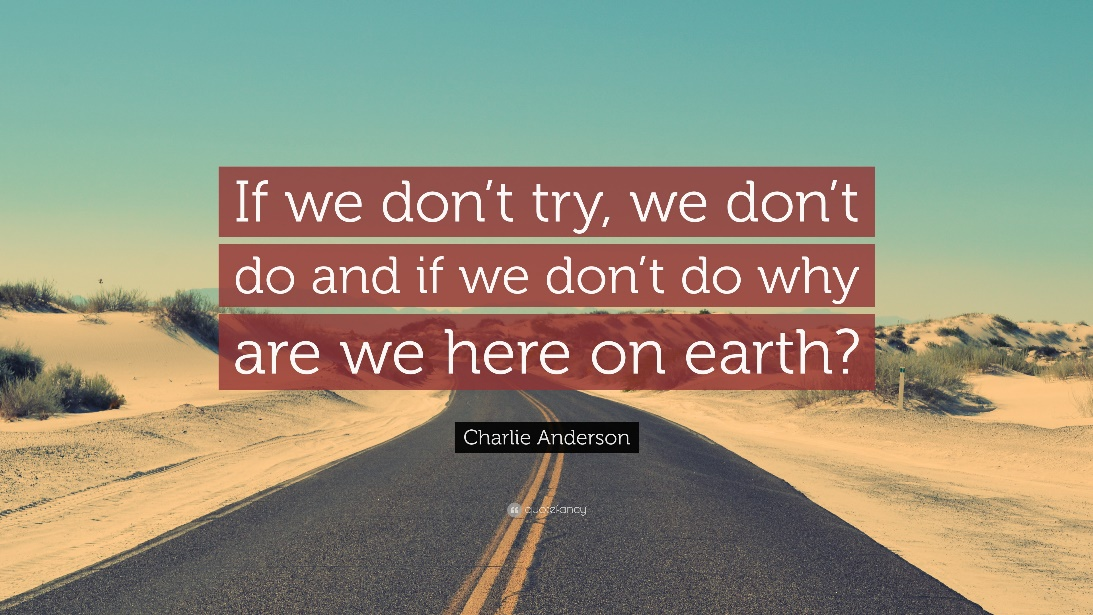 If we don’t try, we don’t
do and if we don’t do why
are we here on earth?
Charlie Anderson
quotefancy